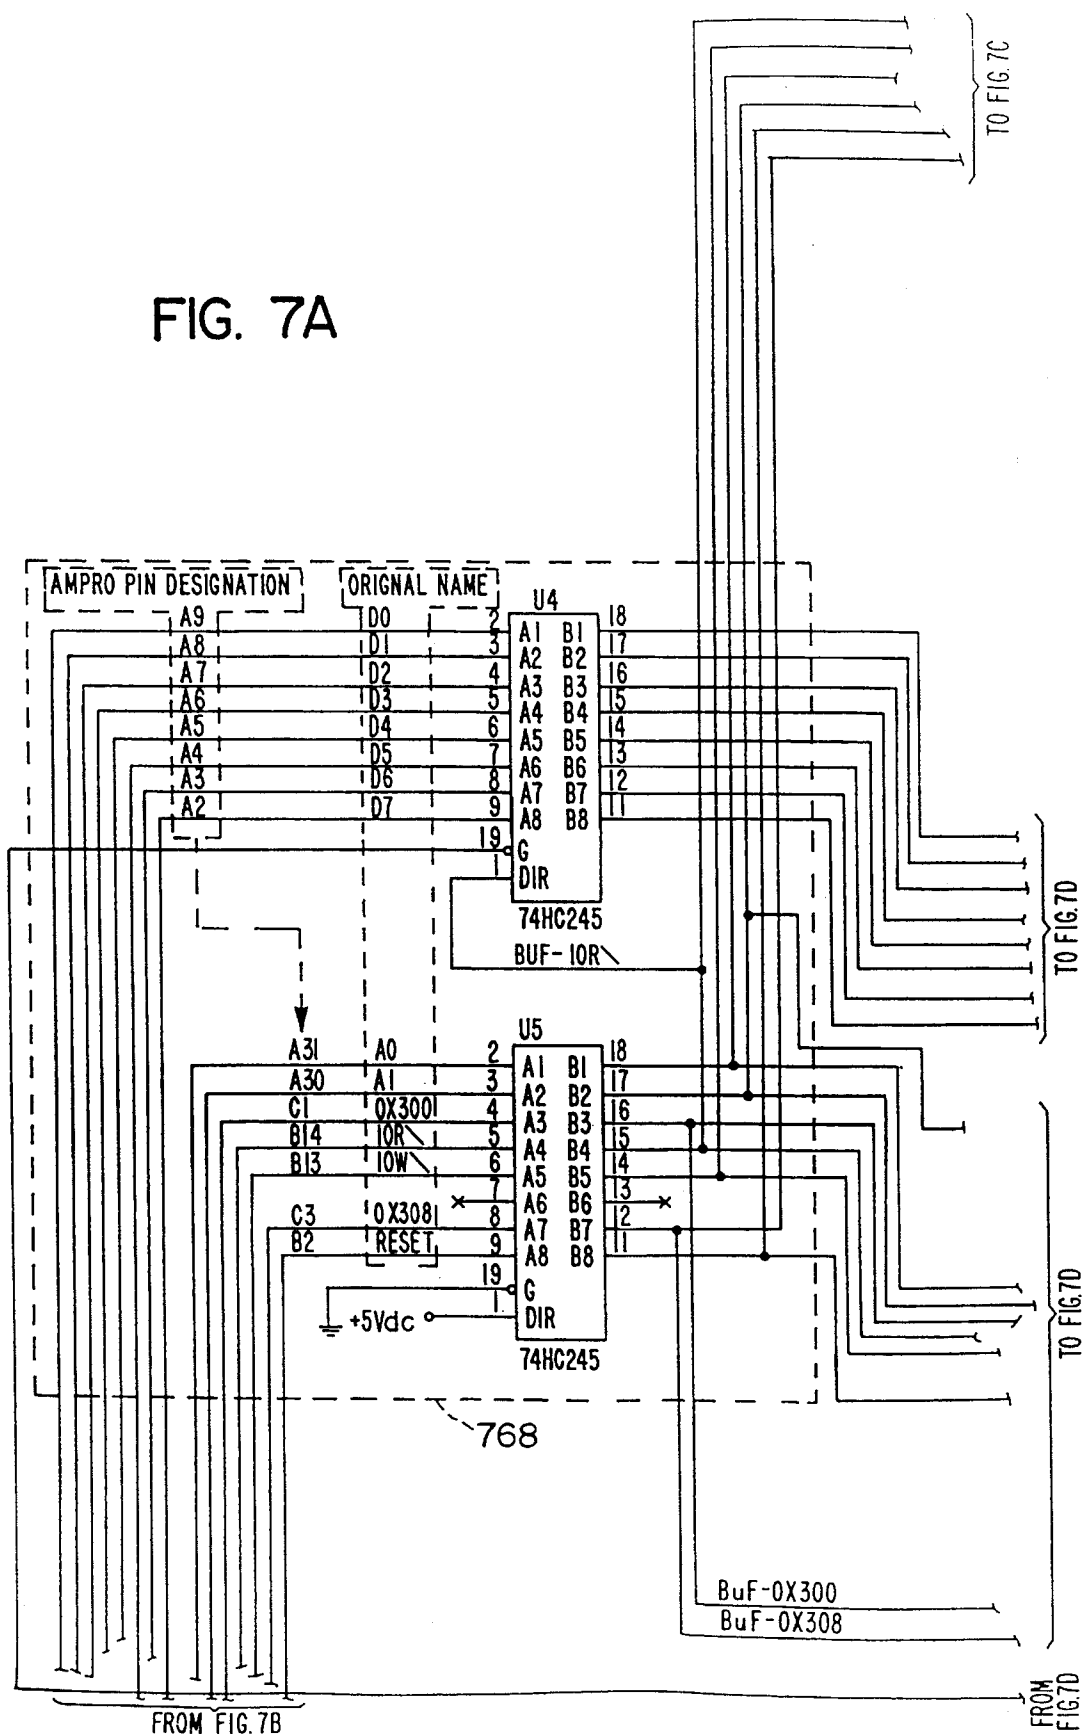 TO FIG. 7C
FIG. 7A
AMPRO PIN DESIGNATION
ORIGNAL NAME
U4
A9 D0 2 A1 B1 18
A8 D1 3 A2 B2 17
A7 D2 4 A3 B3 16
A6 D3 5 A4 B4 15
A5 D4 6 A5 B5 14
A4 D5 7 A6 B6 13
A3 D6 8 A7 B7 12
A2 D7 9 A8 B8 11
19 G
1 DIR
74HC245
BUF-IOR\
TO FIG.7D
U5
A31 A0 2 A1 B1 18
A30 A1 3 A2 B2 17
C1 0X300 4 A3 B3 16
B14 IOR\ 5 A4 B4 15
B13 IOW\ 6 A5 B5 14
7 A6 B6 13
C3 0X308 8 A7 B7 12
B2 RESET 9 A8 B8 11
19 G
+5Vdc 1 DIR
74HC245
TO FIG.7D
768
BuF-0X300
BuF-0X308
FROM FIG. 7B
FROM
FIG.7D